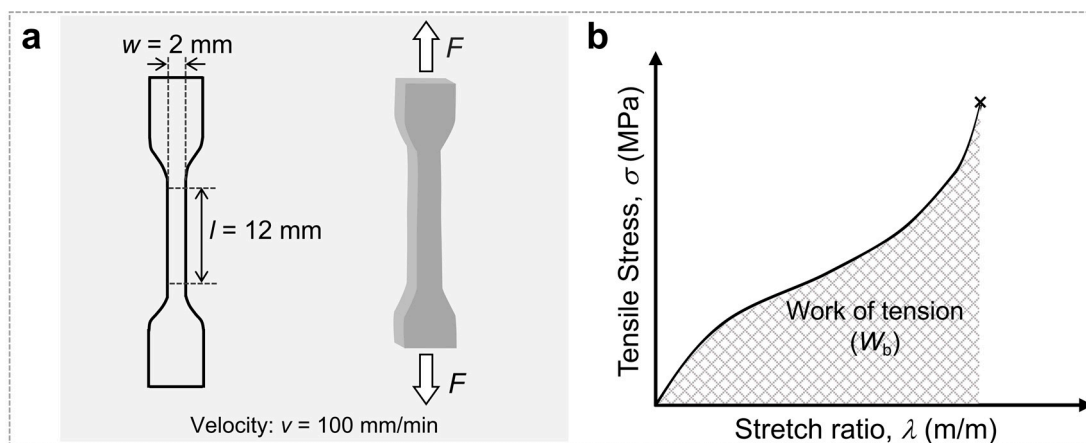 a
w = 2 mm
l = 12 mm
F
F
Velocity: v = 100 mm/min
b
Tensile Stress, σ (MPa)
Work of tension
(Wb)
Stretch ratio, λ (m/m)